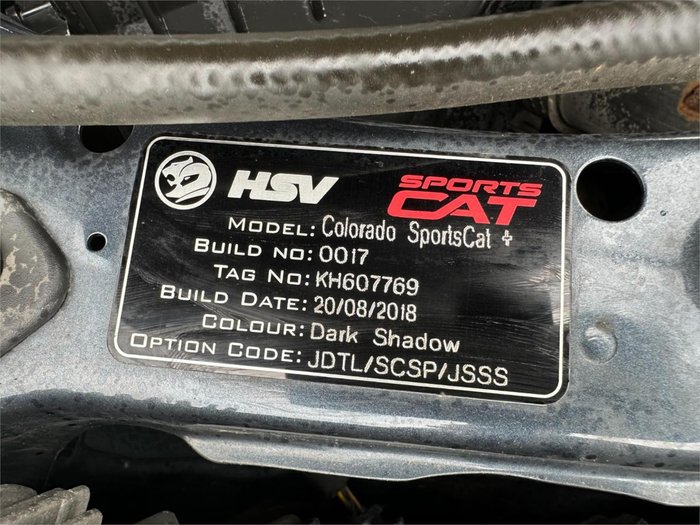 HSV SPORTS CAT
MODEL: Colorado SportsCat +
BUILD NO: 0017
TAG NO: KH607769
BUILD DATE: 20/08/2018
COLOUR: Dark Shadow
OPTION CODE: JDTL/SCSP/JSSS